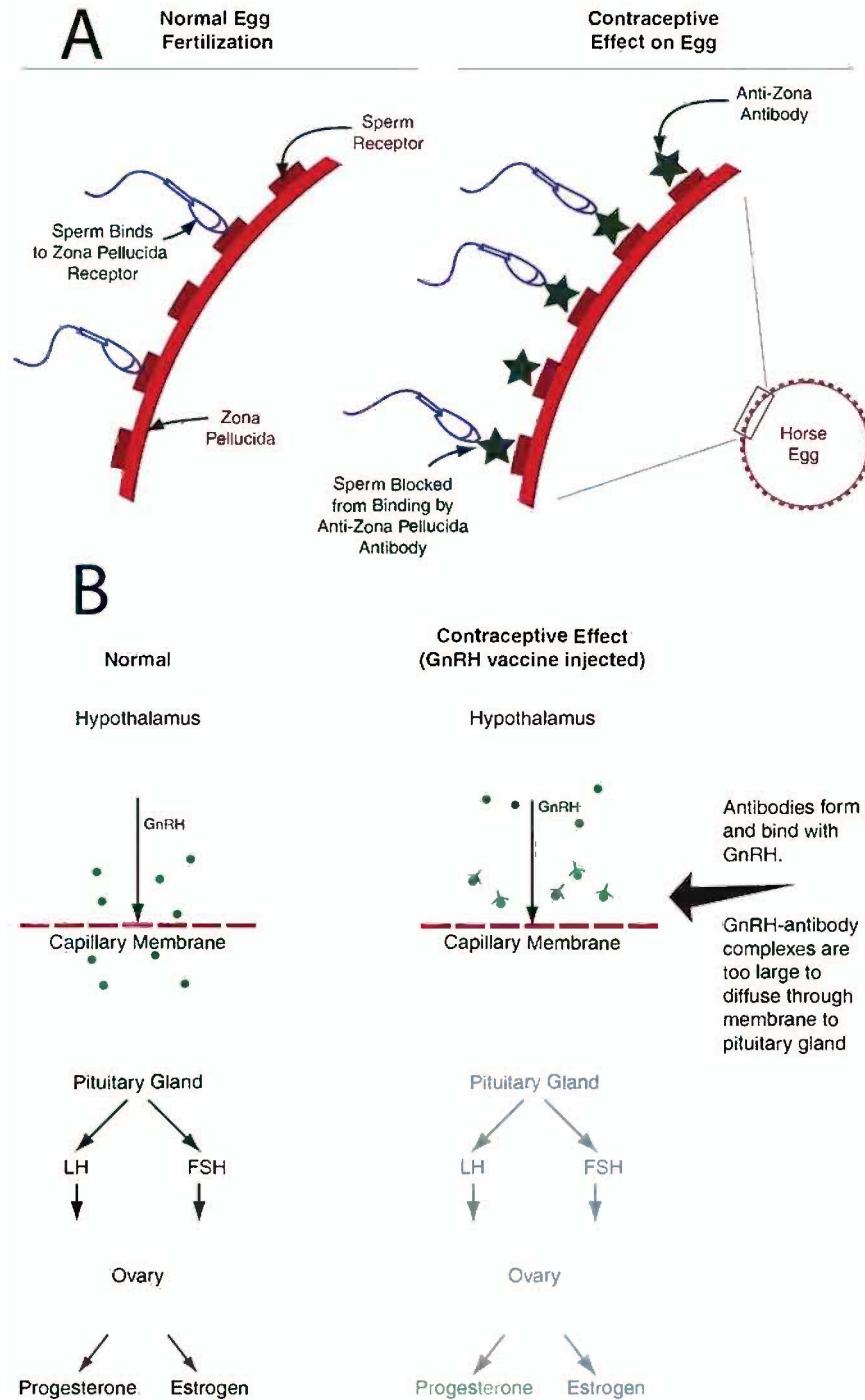 A
Normal Egg
Fertilization
Contraceptive
Effect on Egg
Sperm
Receptor
Sperm Binds
to Zona Pellucida
Receptor
Zona
Pellucida
Anti-Zona
Antibody
Horse
Egg
Sperm Blocked
from Binding by
Anti-Zona Pellucida
Antibody
B
Normal
Hypothalamus
GnRH
Capillary Membrane
Pituitary Gland
LH
FSH
Ovary
Progesterone
Estrogen
Contraceptive Effect
(GnRH vaccine injected)
Hypothalamus
GnRH
Capillary Membrane
Pituitary Gland
LH
FSH
Ovary
Progesterone
Estrogen
Antibodies form
and bind with
GnRH.
GnRH-antibody
complexes are
too large to
diffuse through
membrane to
pituitary gland